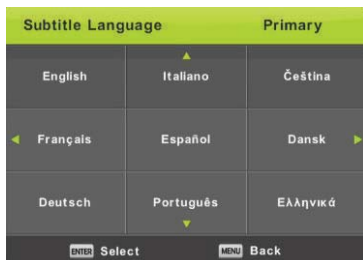 Subtitle Language Primary
English Italiano Čeština
Français Español Dansk
Deutsch Português Ελληνικά
ENTER Select MENU Back